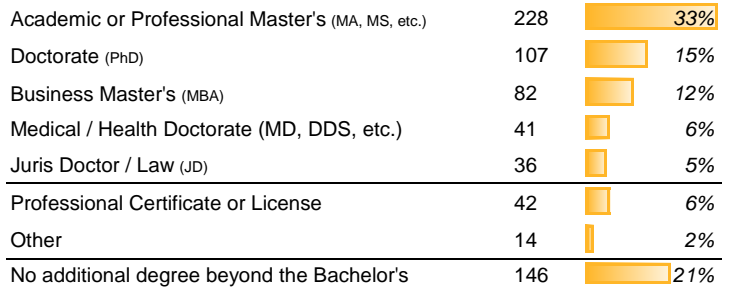 Academic or Professional Master's (MA, MS, etc.) 228 33%
Doctorate (PhD) 107 15%
Business Master's (MBA) 82 12%
Medical / Health Doctorate (MD, DDS, etc.) 41 6%
Juris Doctor / Law (JD) 36 5%
Professional Certificate or License 42 6%
Other 14 2%
No additional degree beyond the Bachelor's 146 21%